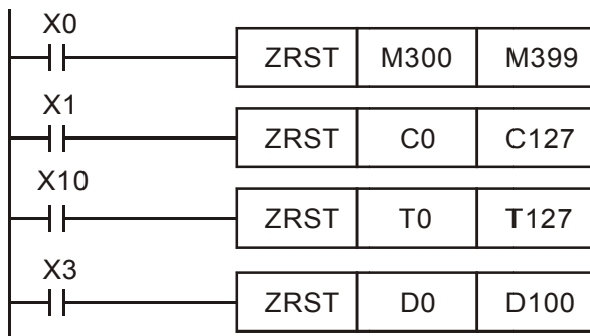 X0
ZRST M300 M399
X1
ZRST C0 C127
X10
ZRST T0 T127
X3
ZRST D0 D100